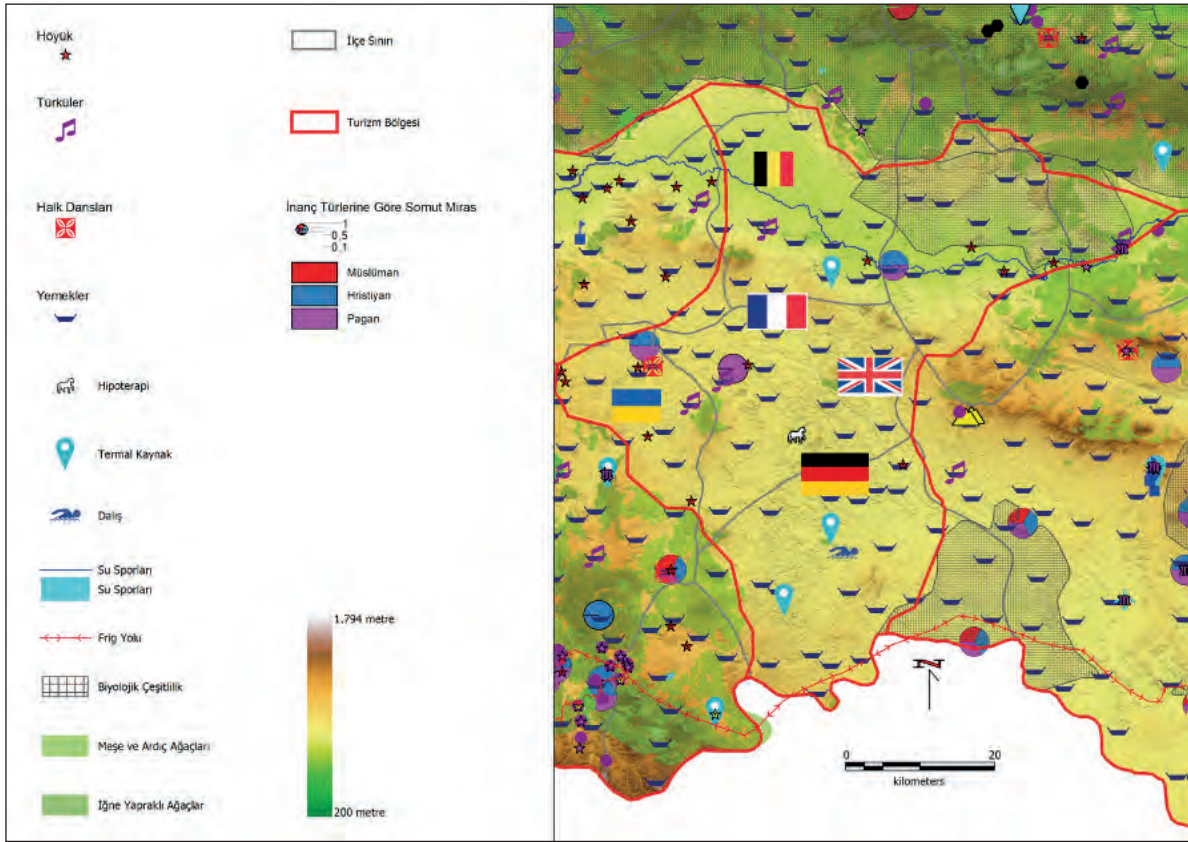 Höyük
Türküler
Halk Dansları
Yemekler
Hipoterapi
Termal Kaynak
Dalış
Su Sporları
Su Sporları
Frig Yolu
Biyolojik Çeşitlilik
Meşe ve Ardıç Ağaçları
İğne Yapraklı Ağaçlar
İlçe Sınırı
Turizm Bölgesi
İnanç Türlerine Göre Somut Miras
1
0.5
0.1
Müslüman
Hristiyan
Pagan
1.794 metre
200 metre
N
0 20
kilometers